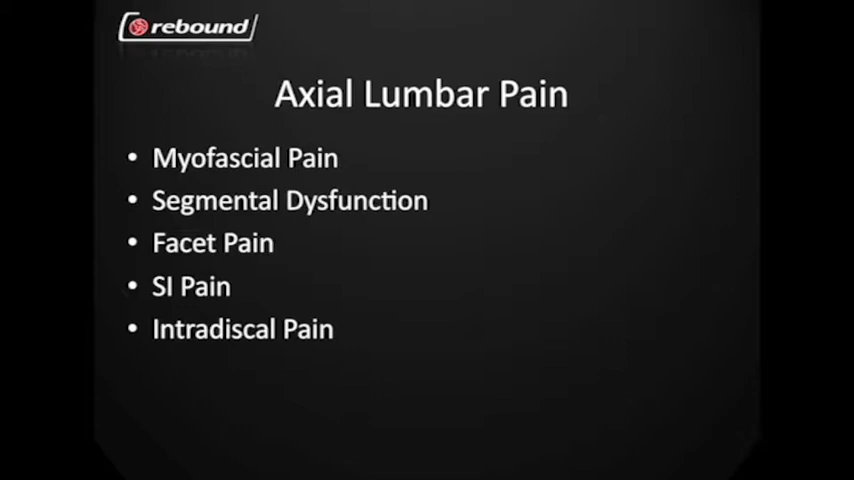 rebound
Axial Lumbar Pain
• Myofascial Pain
• Segmental Dysfunction
• Facet Pain
• SI Pain
• Intradiscal Pain